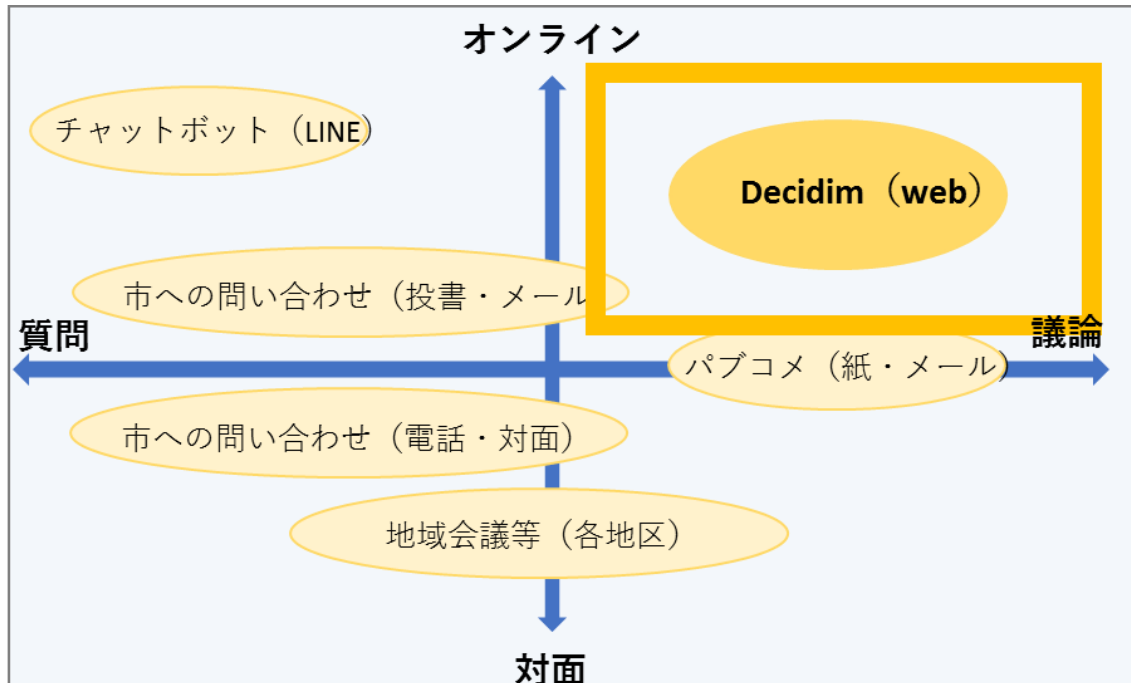 オンライン
チャットボット（LINE）
Decidim（web）
市への問い合わせ（投書・メール
質問
議論
パブコメ（紙・メール）
市への問い合わせ（電話・対面）
地域会議等（各地区）
対面